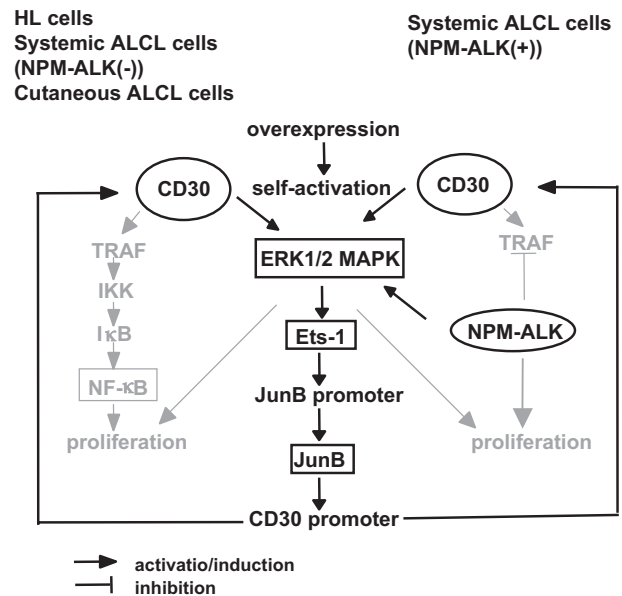 HL cells
Systemic ALCL cells
(NPM-ALK(-))
Cutaneous ALCL cells
Systemic ALCL cells
(NPM-ALK(+))
overexpression
self-activation
CD30
CD30
TRAF
IKK
IκB
NF-κB
proliferation
ERK1/2 MAPK
Ets-1
JunB promoter
JunB
CD30 promoter
TRAF
NPM-ALK
proliferation
activatio/induction
inhibition